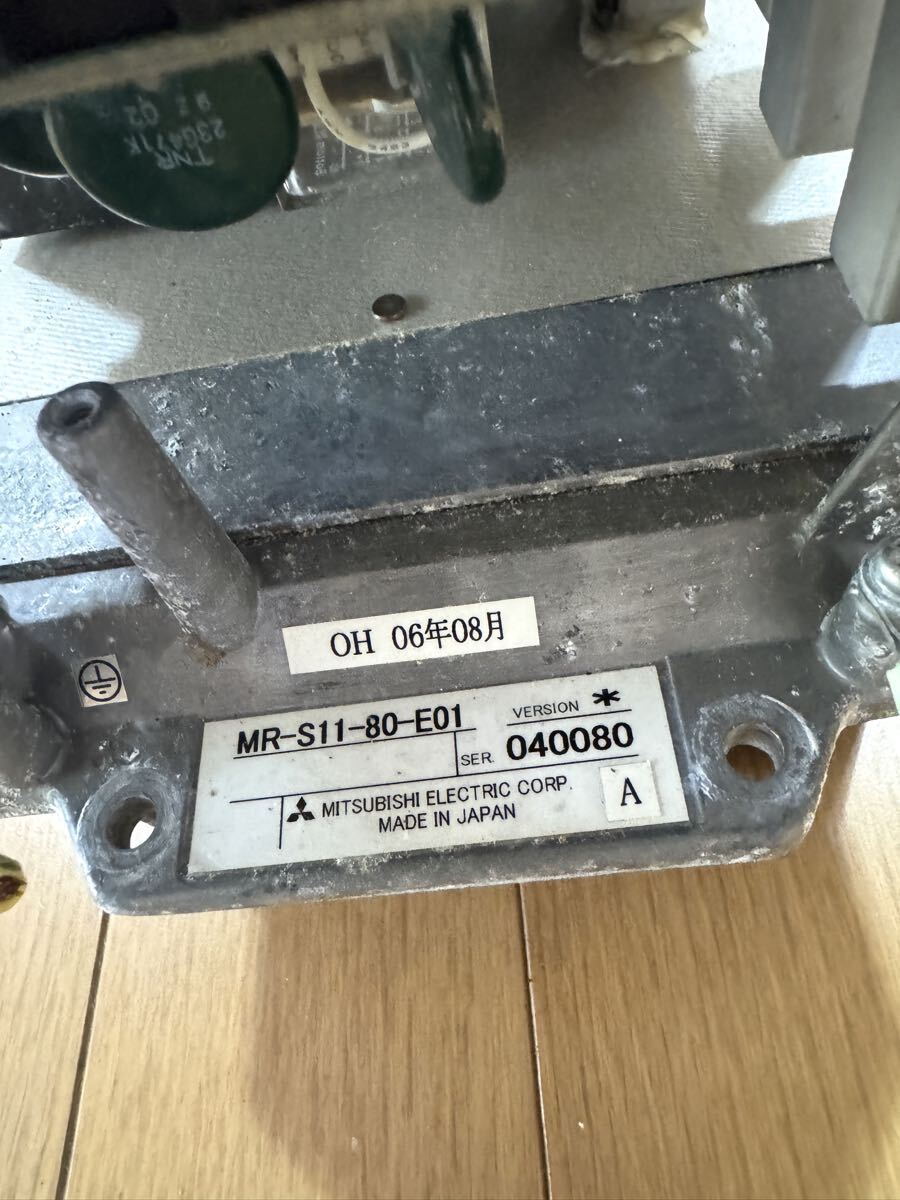 TNR
23G471K
OH 06年08月
MR-S11-80-E01
VERSION *
SER. 040080
MITSUBISHI ELECTRIC CORP.
MADE IN JAPAN
A